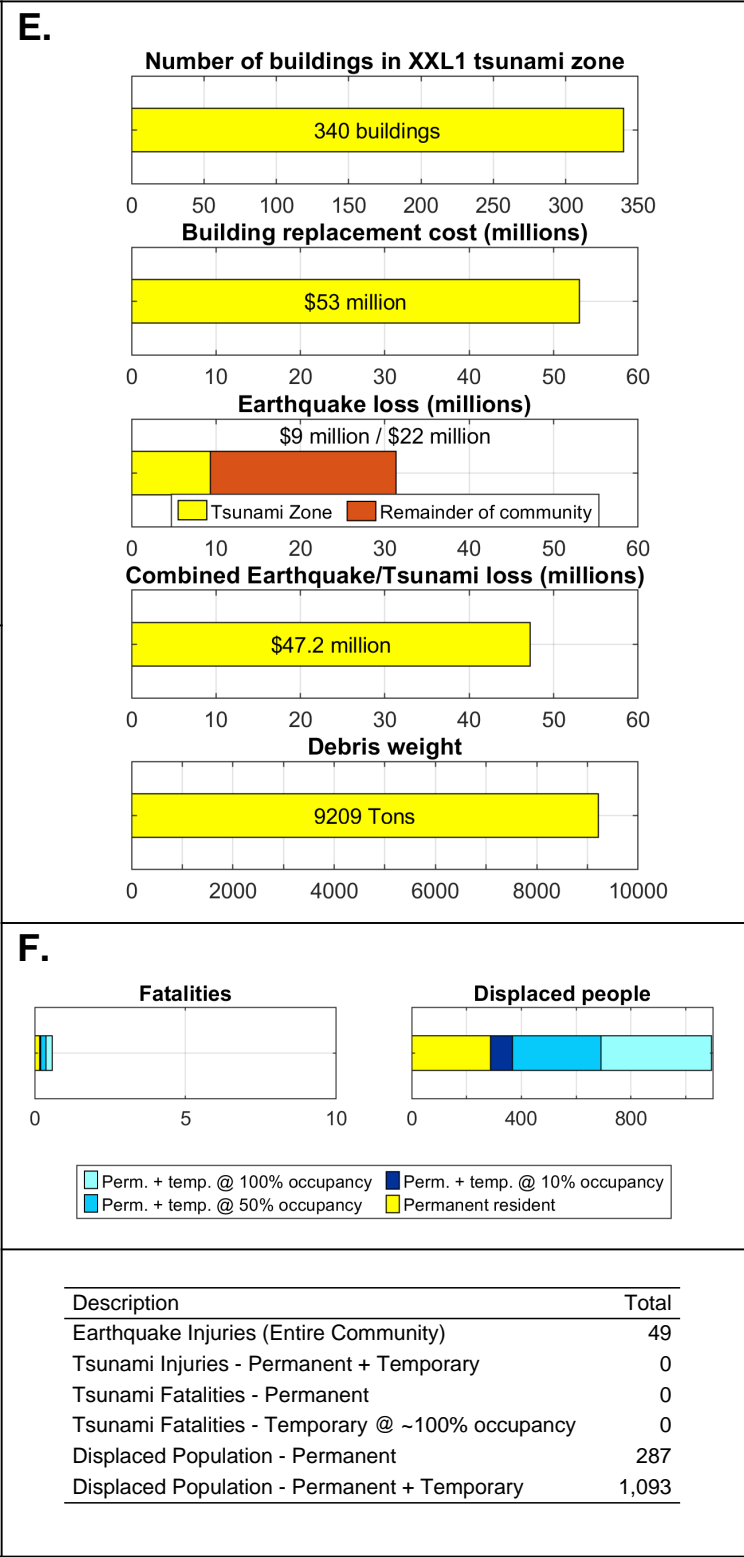 E.
Number of buildings in XXL1 tsunami zone
340 buildings
0 50 100 150 200 250 300 350
Building replacement cost (millions)
$53 million
0 10 20 30 40 50 60
Earthquake loss (millions)
$9 million / $22 million
Tsunami Zone Remainder of community
0 10 20 30 40 50 60
Combined Earthquake/Tsunami loss (millions)
$47.2 million
0 10 20 30 40 50 60
Debris weight
9209 Tons
0 2000 4000 6000 8000 10000
F.
Fatalities
0 5 10
Displaced people
0 400 800
Perm. + temp. @ 100% occupancy Perm. + temp. @ 10% occupancy
Perm. + temp. @ 50% occupancy Permanent resident
Description Total
Earthquake Injuries (Entire Community) 49
Tsunami Injuries - Permanent + Temporary 0
Tsunami Fatalities - Permanent 0
Tsunami Fatalities - Temporary @ ~100% occupancy 0
Displaced Population - Permanent 287
Displaced Population - Permanent + Temporary 1,093